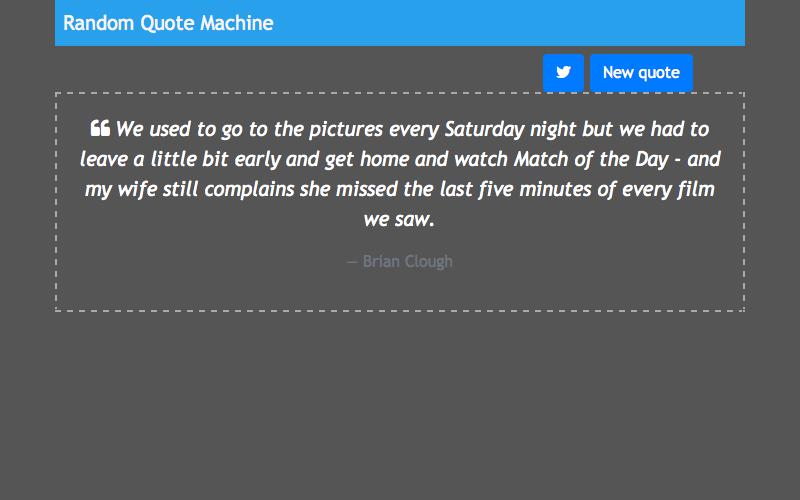 Random Quote Machine
New quote
We used to go to the pictures every Saturday night but we had to
leave a little bit early and get home and watch Match of the Day - and
my wife still complains she missed the last five minutes of every film
we saw.
— Brian Clough